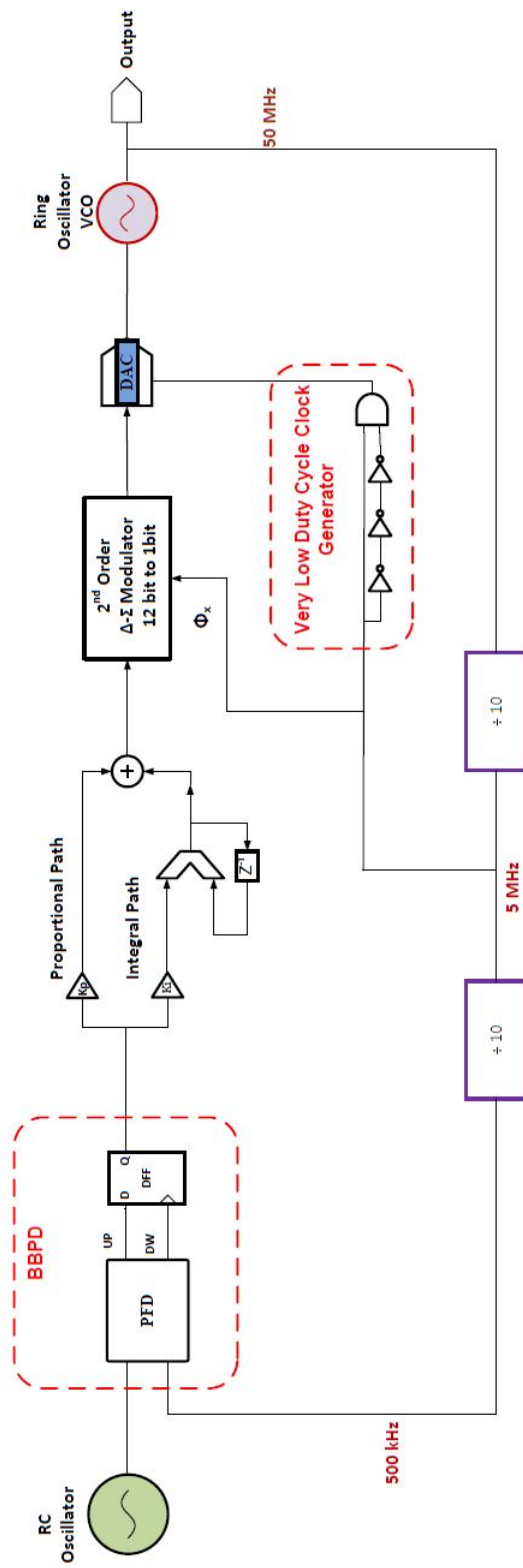 RC
Oscillator
BBPD
PFD
UP
DW
D
Q
DFF
Kp
Ki
Proportional Path
Integral Path
Z⁻¹
+
2nd Order
Δ-Σ Modulator
12 bit to 1bit
Φx
DAC
Ring
Oscillator
VCO
Output
Very Low Duty Cycle Clock
Generator
500 kHz
÷ 10
5 MHz
÷ 10
50 MHz